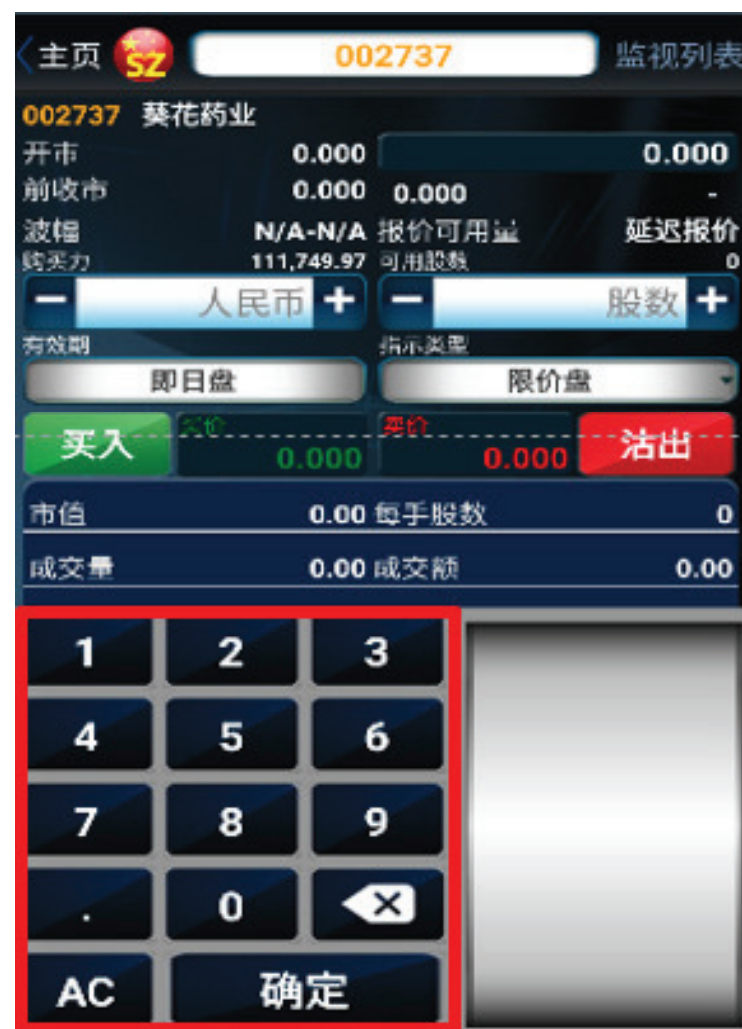 主页 SZ 002737 监视列表
002737 葵花药业
开市 0.000 0.000
前收市 0.000 0.000 -
波幅 N/A-N/A 报价可用量 延迟报价
购买力 111,749.97 可用股数 0
- 人民币 + - 股数 +
有效期 指示类型
即日盘 限价盘
买入 买价 0.000 卖价 0.000 沽出
市值 0.00 每手股数 0
成交量 0.00 成交额 0.00
1 2 3
4 5 6
7 8 9
. 0
AC 确定